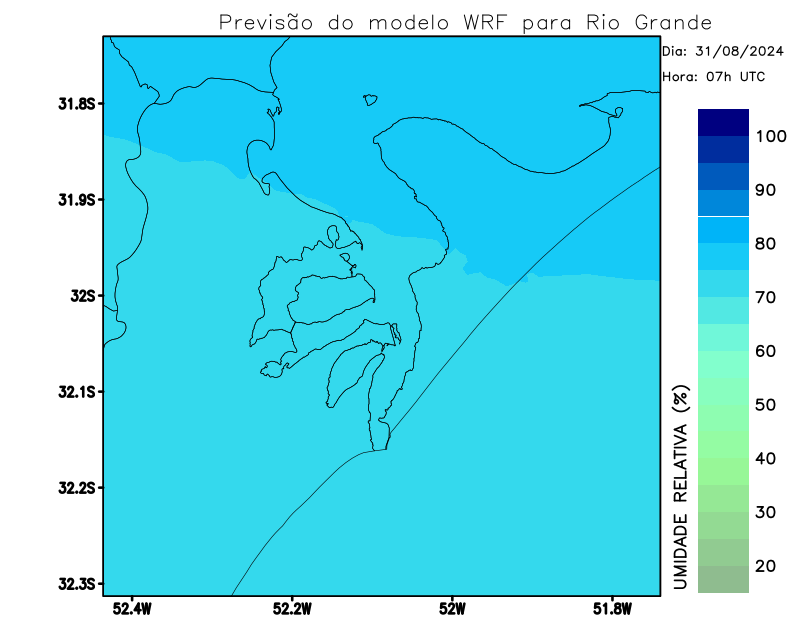 Previsão do modelo WRF para Rio Grande
Dia: 31/08/2024
Hora: 07h UTC
31.8S
31.9S
32S
32.1S
32.2S
32.3S
52.4W
52.2W
52W
51.8W
100
90
80
70
60
50
40
30
20
UMIDADE RELATIVA (%)